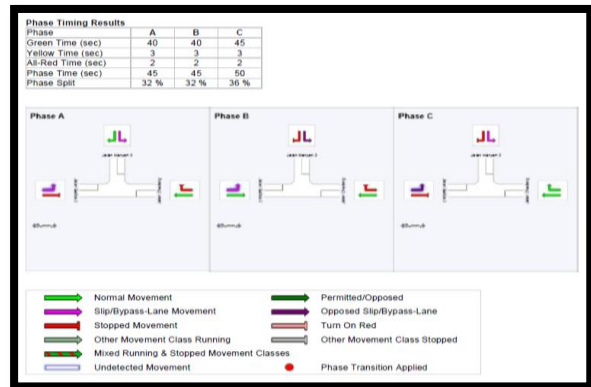 Phase Timing Results
Phase A B C
Green Time (sec) 40 40 45
Yellow Time (sec) 3 3 3
All-Red Time (sec) 2 2 2
Phase Time (sec) 45 45 50
Phase Split 32 % 32 % 36 %
Phase A Phase B Phase C
Normal Movement Permitted/Opposed
Slip/Bypass-Lane Movement Opposed Slip/Bypass-Lane
Stopped Movement Turn On Red
Other Movement Class Running Other Movement Class Stopped
Mixed Running & Stopped Movement Classes
Undetected Movement Phase Transition Applied